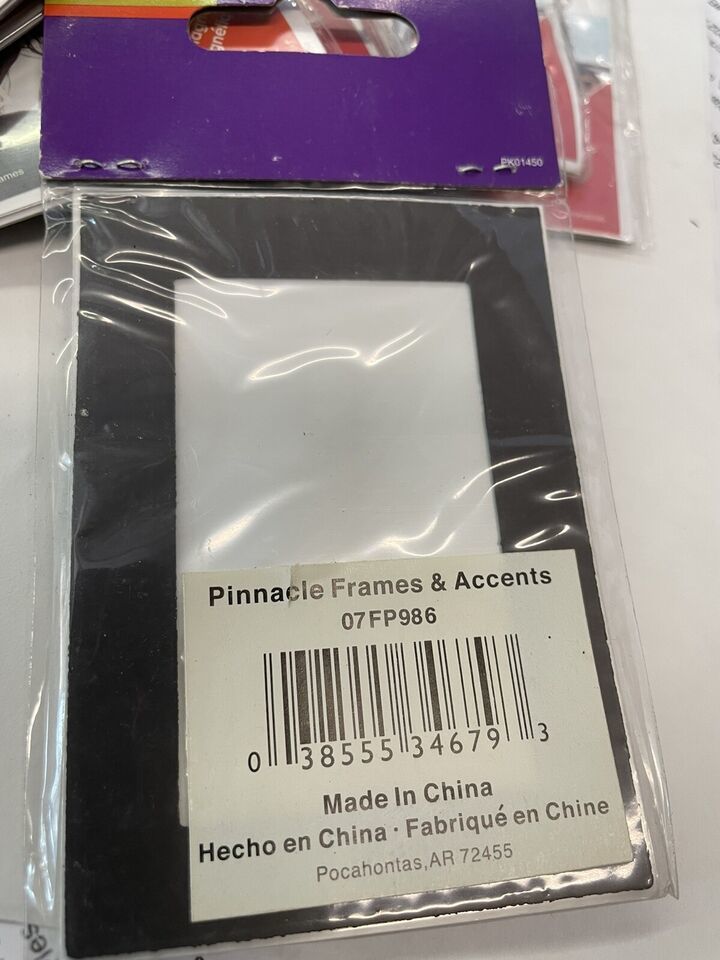 PK01450
Pinnacle Frames & Accents
07FP986
0 38555 34679 3
Made In China
Hecho en China · Fabriqué en Chine
Pocahontas,AR 72455